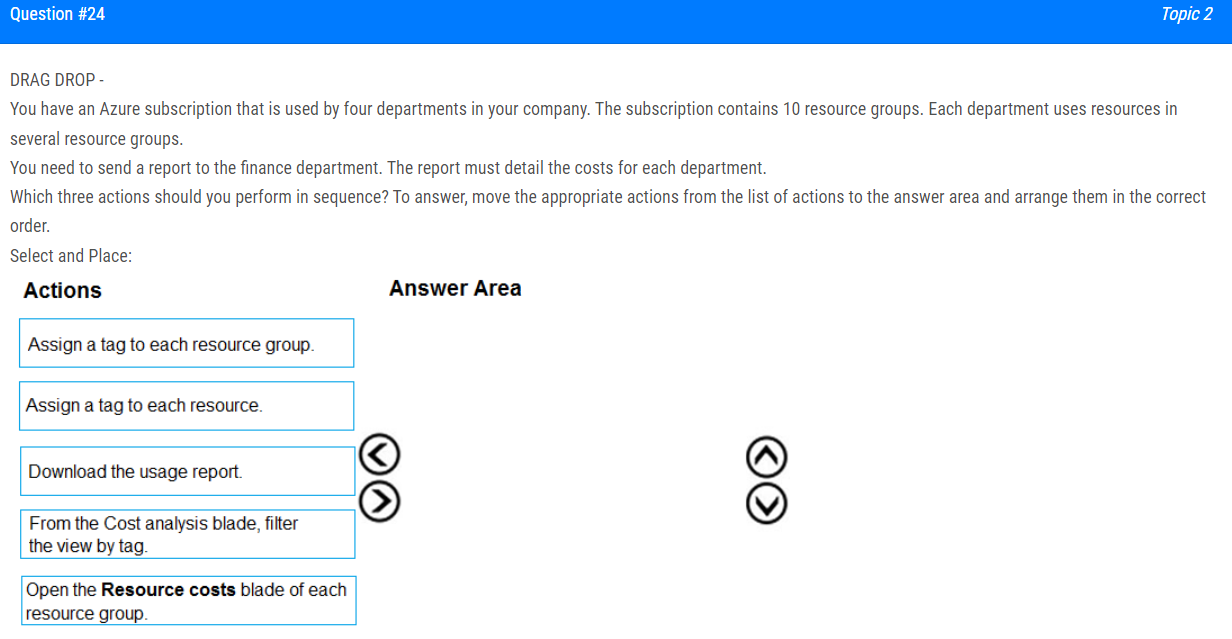 Question #24
Topic 2
DRAG DROP -
You have an Azure subscription that is used by four departments in your company. The subscription contains 10 resource groups. Each department uses resources in
several resource groups.
You need to send a report to the finance department. The report must detail the costs for each department.
Which three actions should you perform in sequence? To answer, move the appropriate actions from the list of actions to the answer area and arrange them in the correct
order.
Select and Place:
Actions
Answer Area
Assign a tag to each resource group.
Assign a tag to each resource.
Download the usage report.
From the Cost analysis blade, filter
the view by tag.
Open the Resource costs blade of each
resource group.